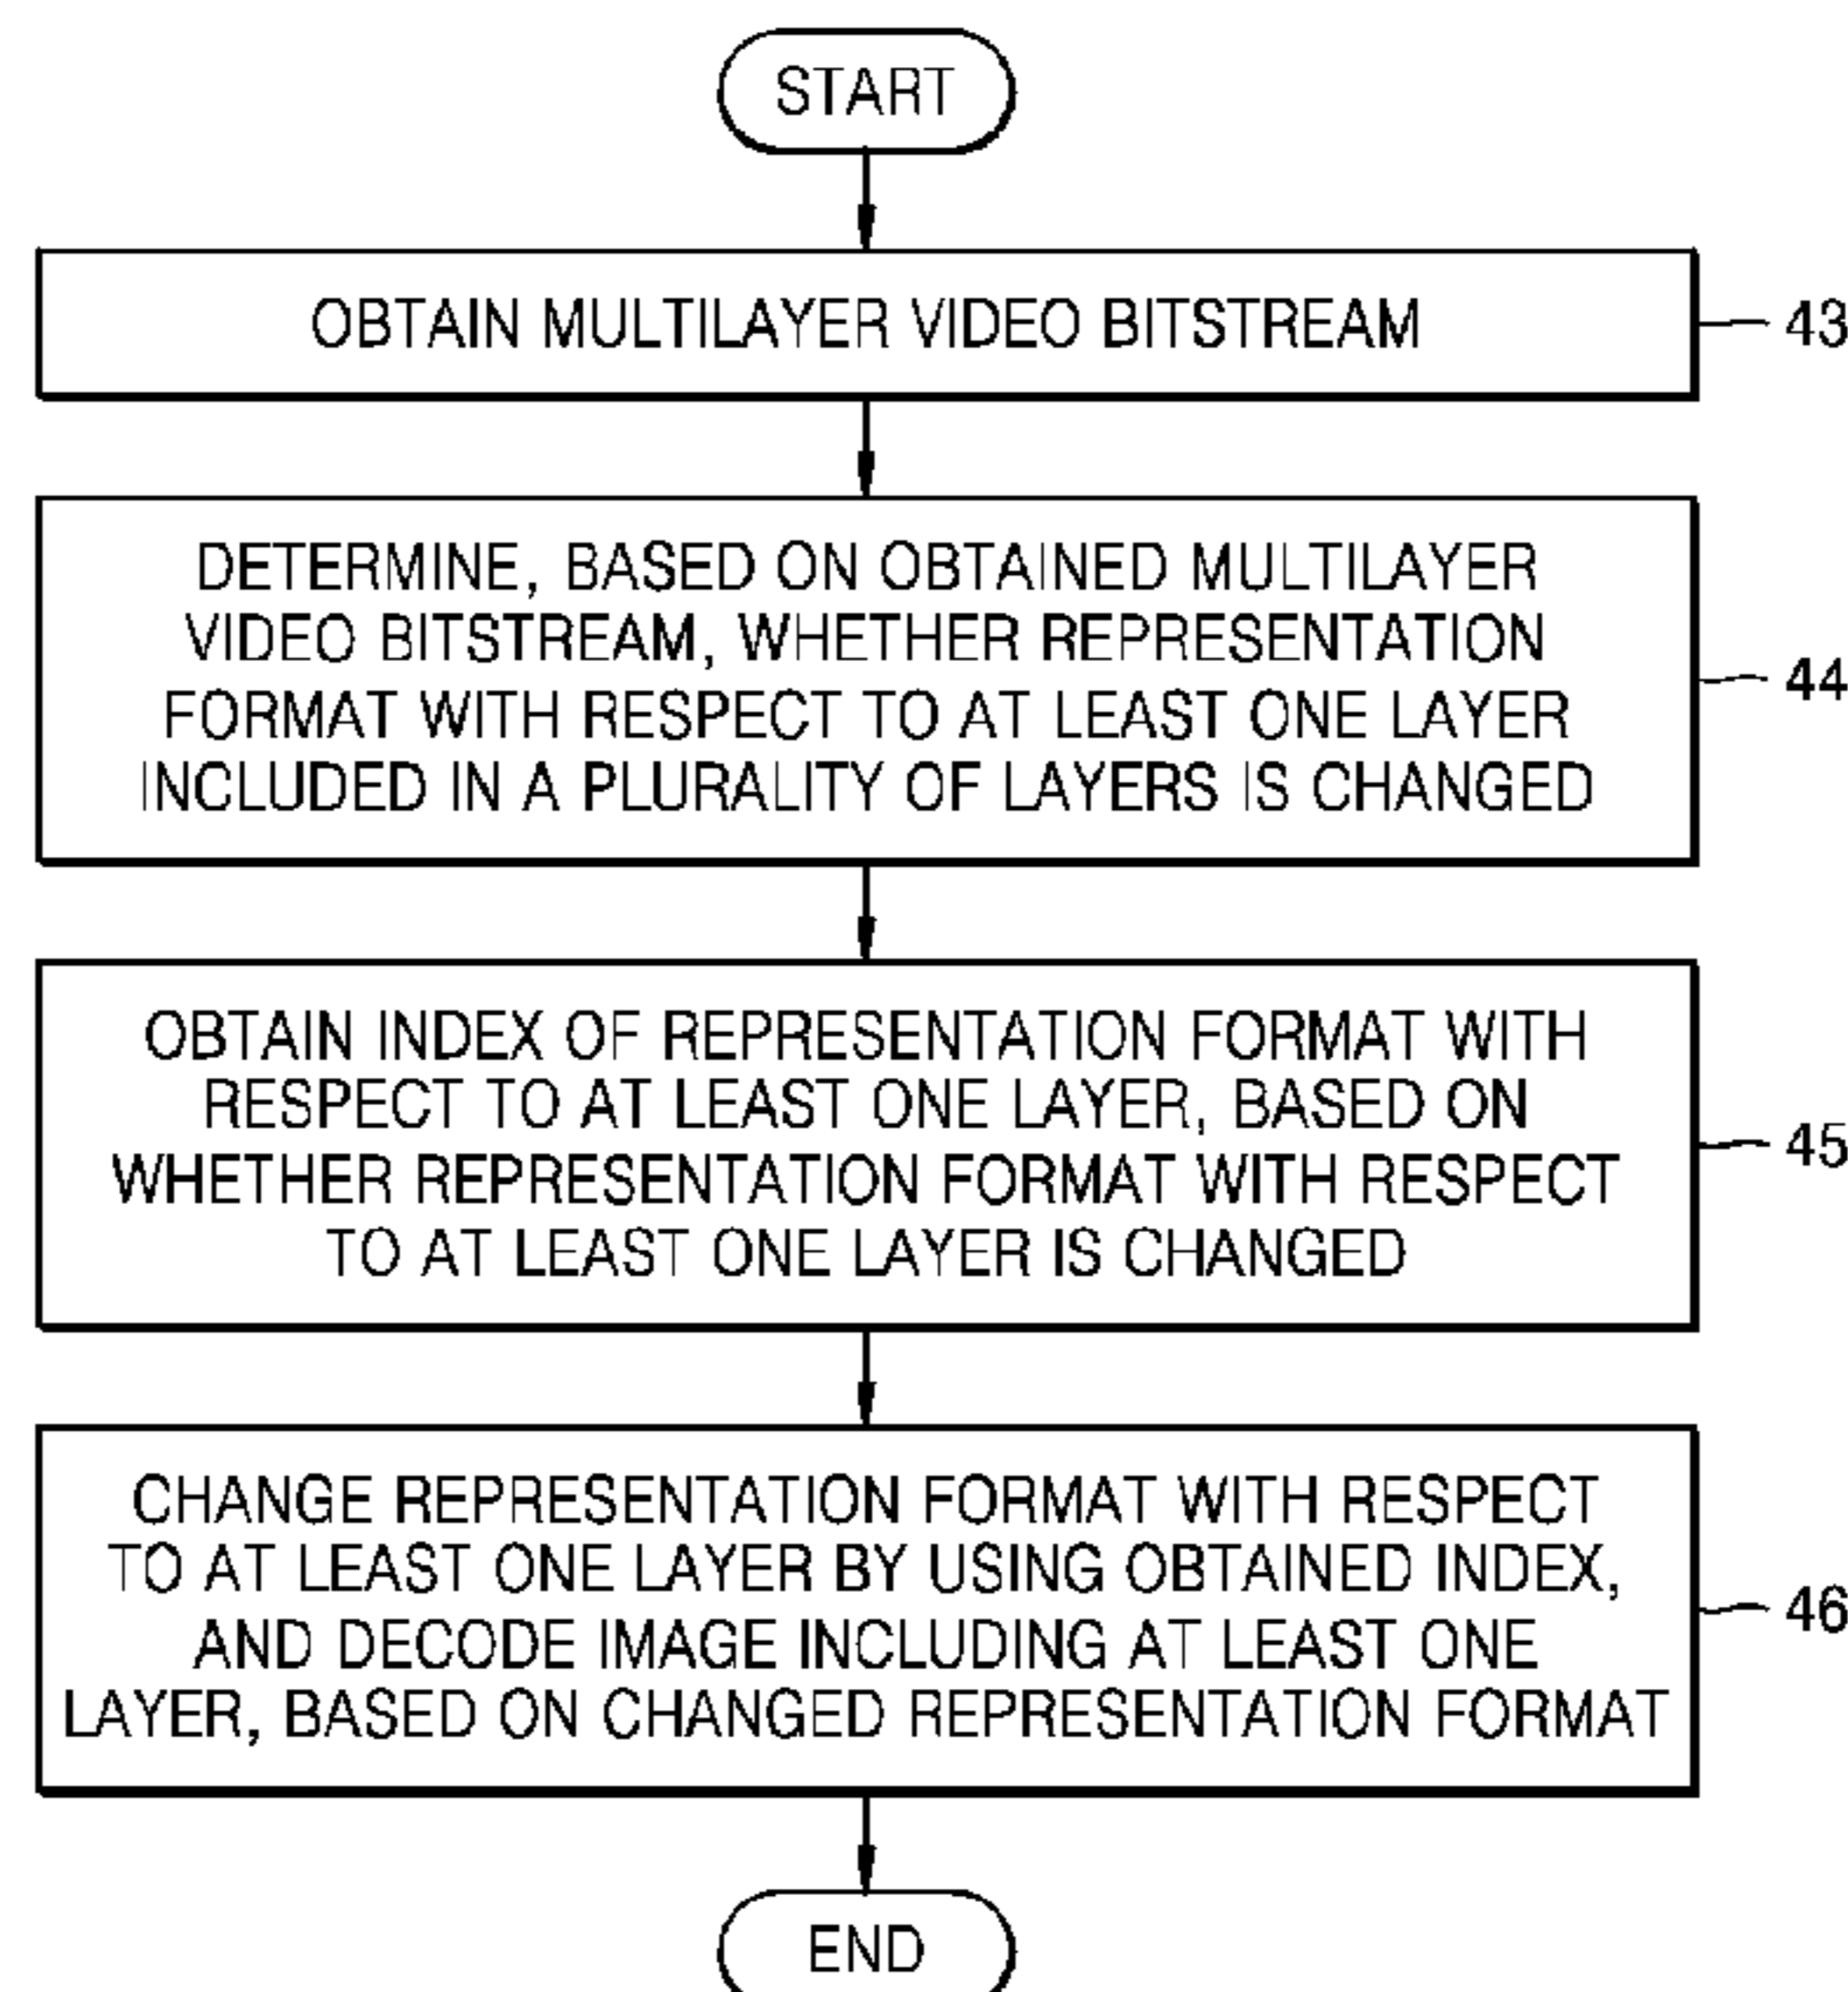 START
OBTAIN MULTILAYER VIDEO BITSTREAM
43
DETERMINE, BASED ON OBTAINED MULTILAYER
VIDEO BITSTREAM, WHETHER REPRESENTATION
FORMAT WITH RESPECT TO AT LEAST ONE LAYER
INCLUDED IN A PLURALITY OF LAYERS IS CHANGED
44
OBTAIN INDEX OF REPRESENTATION FORMAT WITH
RESPECT TO AT LEAST ONE LAYER, BASED ON
WHETHER REPRESENTATION FORMAT WITH RESPECT
TO AT LEAST ONE LAYER IS CHANGED
45
CHANGE REPRESENTATION FORMAT WITH RESPECT
TO AT LEAST ONE LAYER BY USING OBTAINED INDEX,
AND DECODE IMAGE INCLUDING AT LEAST ONE
LAYER, BASED ON CHANGED REPRESENTATION FORMAT
46
END